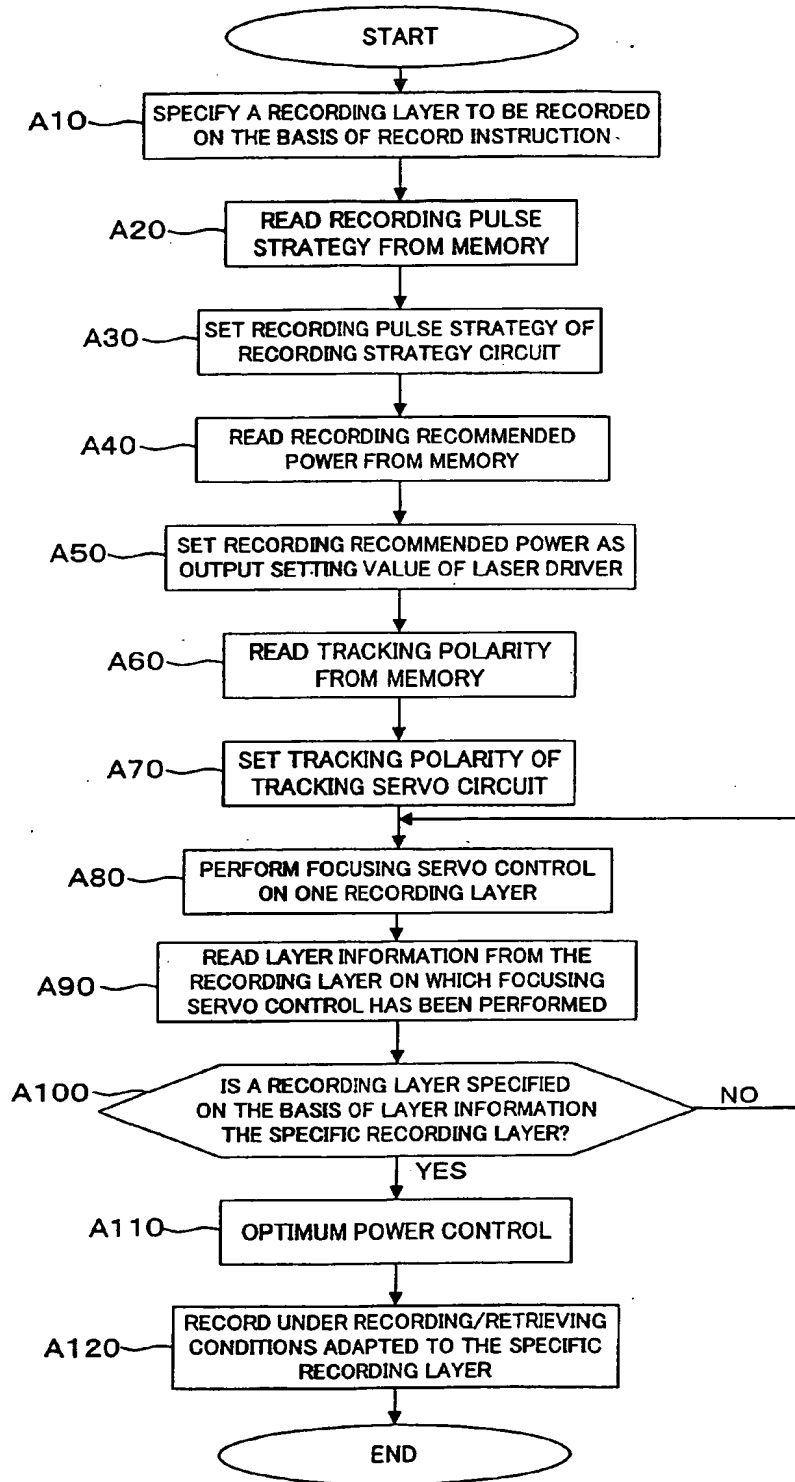 START
A10
SPECIFY A RECORDING LAYER TO BE RECORDED
ON THE BASIS OF RECORD INSTRUCTION
A20
READ RECORDING PULSE
STRATEGY FROM MEMORY
A30
SET RECORDING PULSE STRATEGY OF
RECORDING STRATEGY CIRCUIT
A40
READ RECORDING RECOMMENDED
POWER FROM MEMORY
A50
SET RECORDING RECOMMENDED POWER AS
OUTPUT SETTING VALUE OF LASER DRIVER
A60
READ TRACKING POLARITY
FROM MEMORY
A70
SET TRACKING POLARITY OF
TRACKING SERVO CIRCUIT
A80
PERFORM FOCUSING SERVO CONTROL
ON ONE RECORDING LAYER
A90
READ LAYER INFORMATION FROM THE
RECORDING LAYER ON WHICH FOCUSING
SERVO CONTROL HAS BEEN PERFORMED
A100
IS A RECORDING LAYER SPECIFIED
ON THE BASIS OF LAYER INFORMATION
THE SPECIFIC RECORDING LAYER?
NO
YES
A110
OPTIMUM POWER CONTROL
A120
RECORD UNDER RECORDING/RETRIEVING
CONDITIONS ADAPTED TO THE SPECIFIC
RECORDING LAYER
END